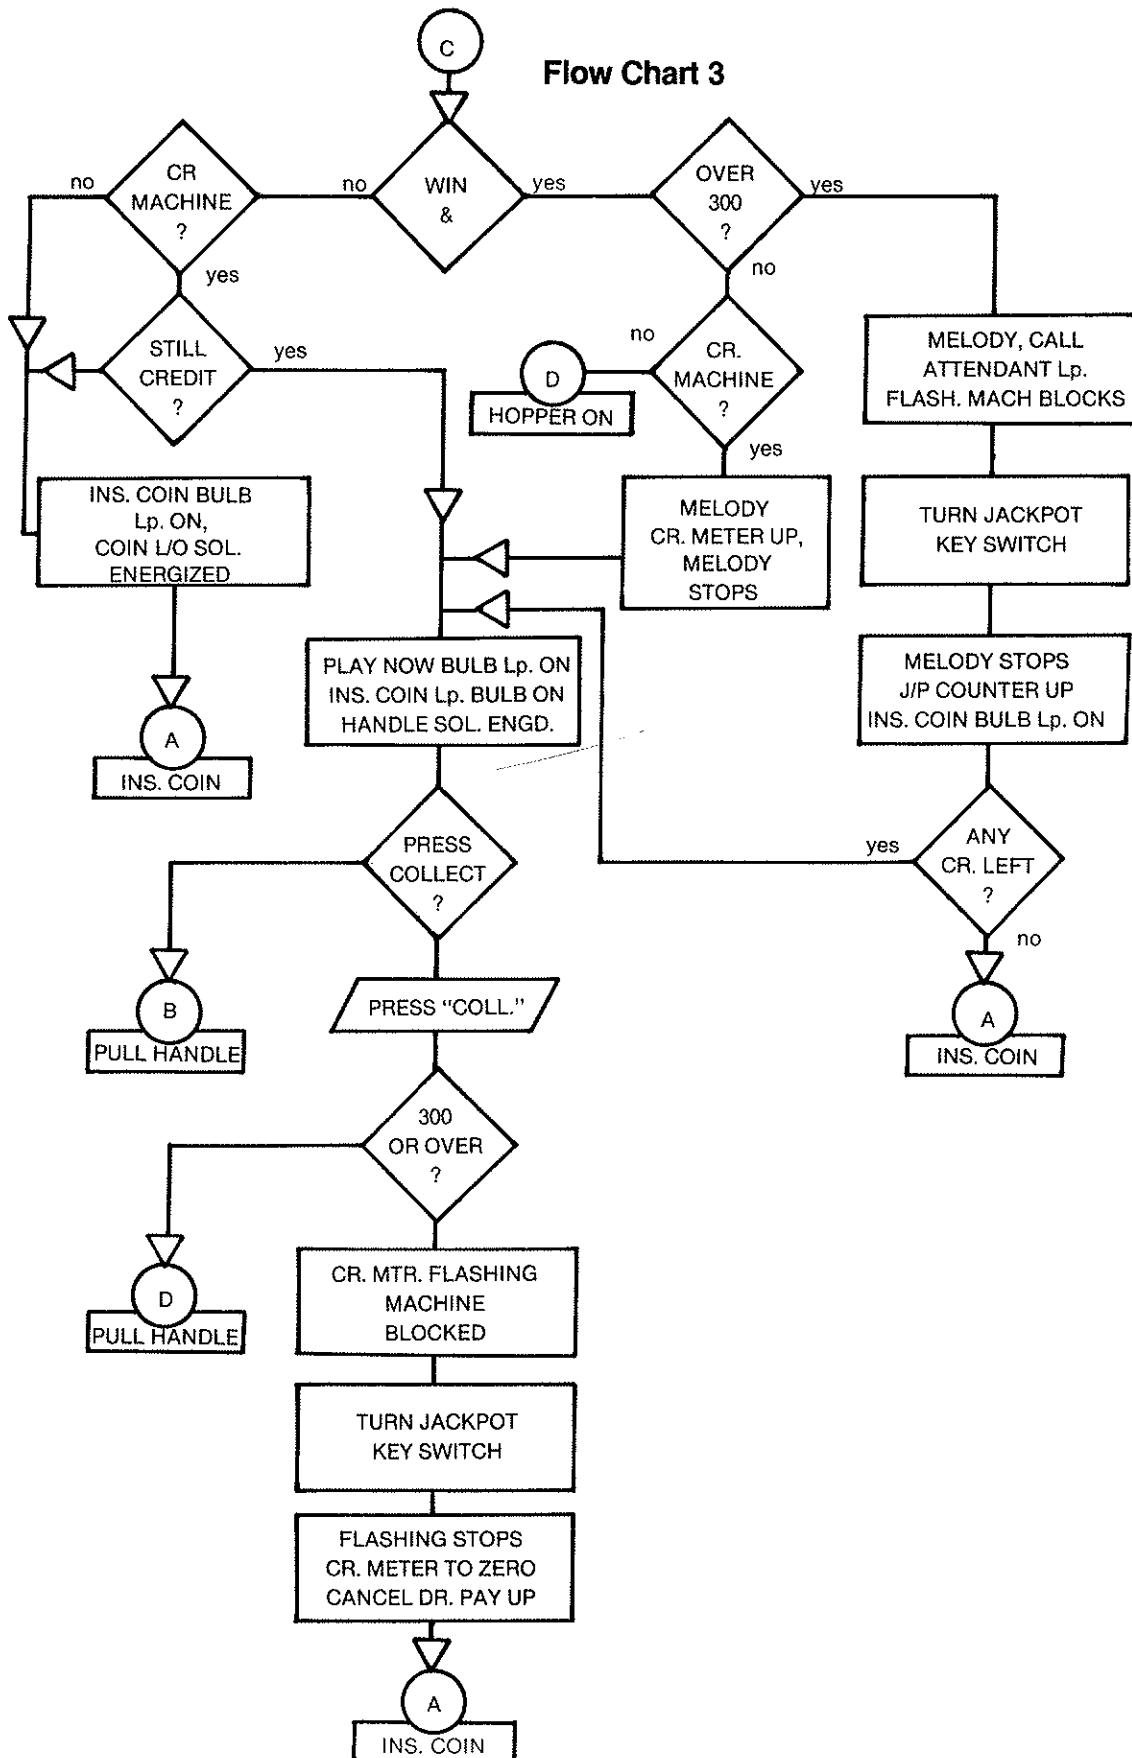 C
Flow Chart 3
CR
MACHINE
?
no
yes
WIN
&
no
yes
OVER
300
?
yes
no
STILL
CREDIT
?
yes
CR.
MACHINE
?
no
yes
D
HOPPER ON
MELODY, CALL
ATTENDANT Lp.
FLASH. MACH BLOCKS
INS. COIN BULB
Lp. ON,
COIN L/O SOL.
ENERGIZED
MELODY
CR. METER UP,
MELODY
STOPS
TURN JACKPOT
KEY SWITCH
PLAY NOW BULB Lp. ON
INS. COIN Lp. BULB ON
HANDLE SOL. ENGD.
MELODY STOPS
J/P COUNTER UP
INS. COIN BULB Lp. ON
A
INS. COIN
PRESS
COLLECT
?
yes
ANY
CR. LEFT
?
no
B
PULL HANDLE
PRESS "COLL."
A
INS. COIN
300
OR OVER
?
D
PULL HANDLE
CR. MTR. FLASHING
MACHINE
BLOCKED
TURN JACKPOT
KEY SWITCH
FLASHING STOPS
CR. METER TO ZERO
CANCEL DR. PAY UP
A
INS. COIN